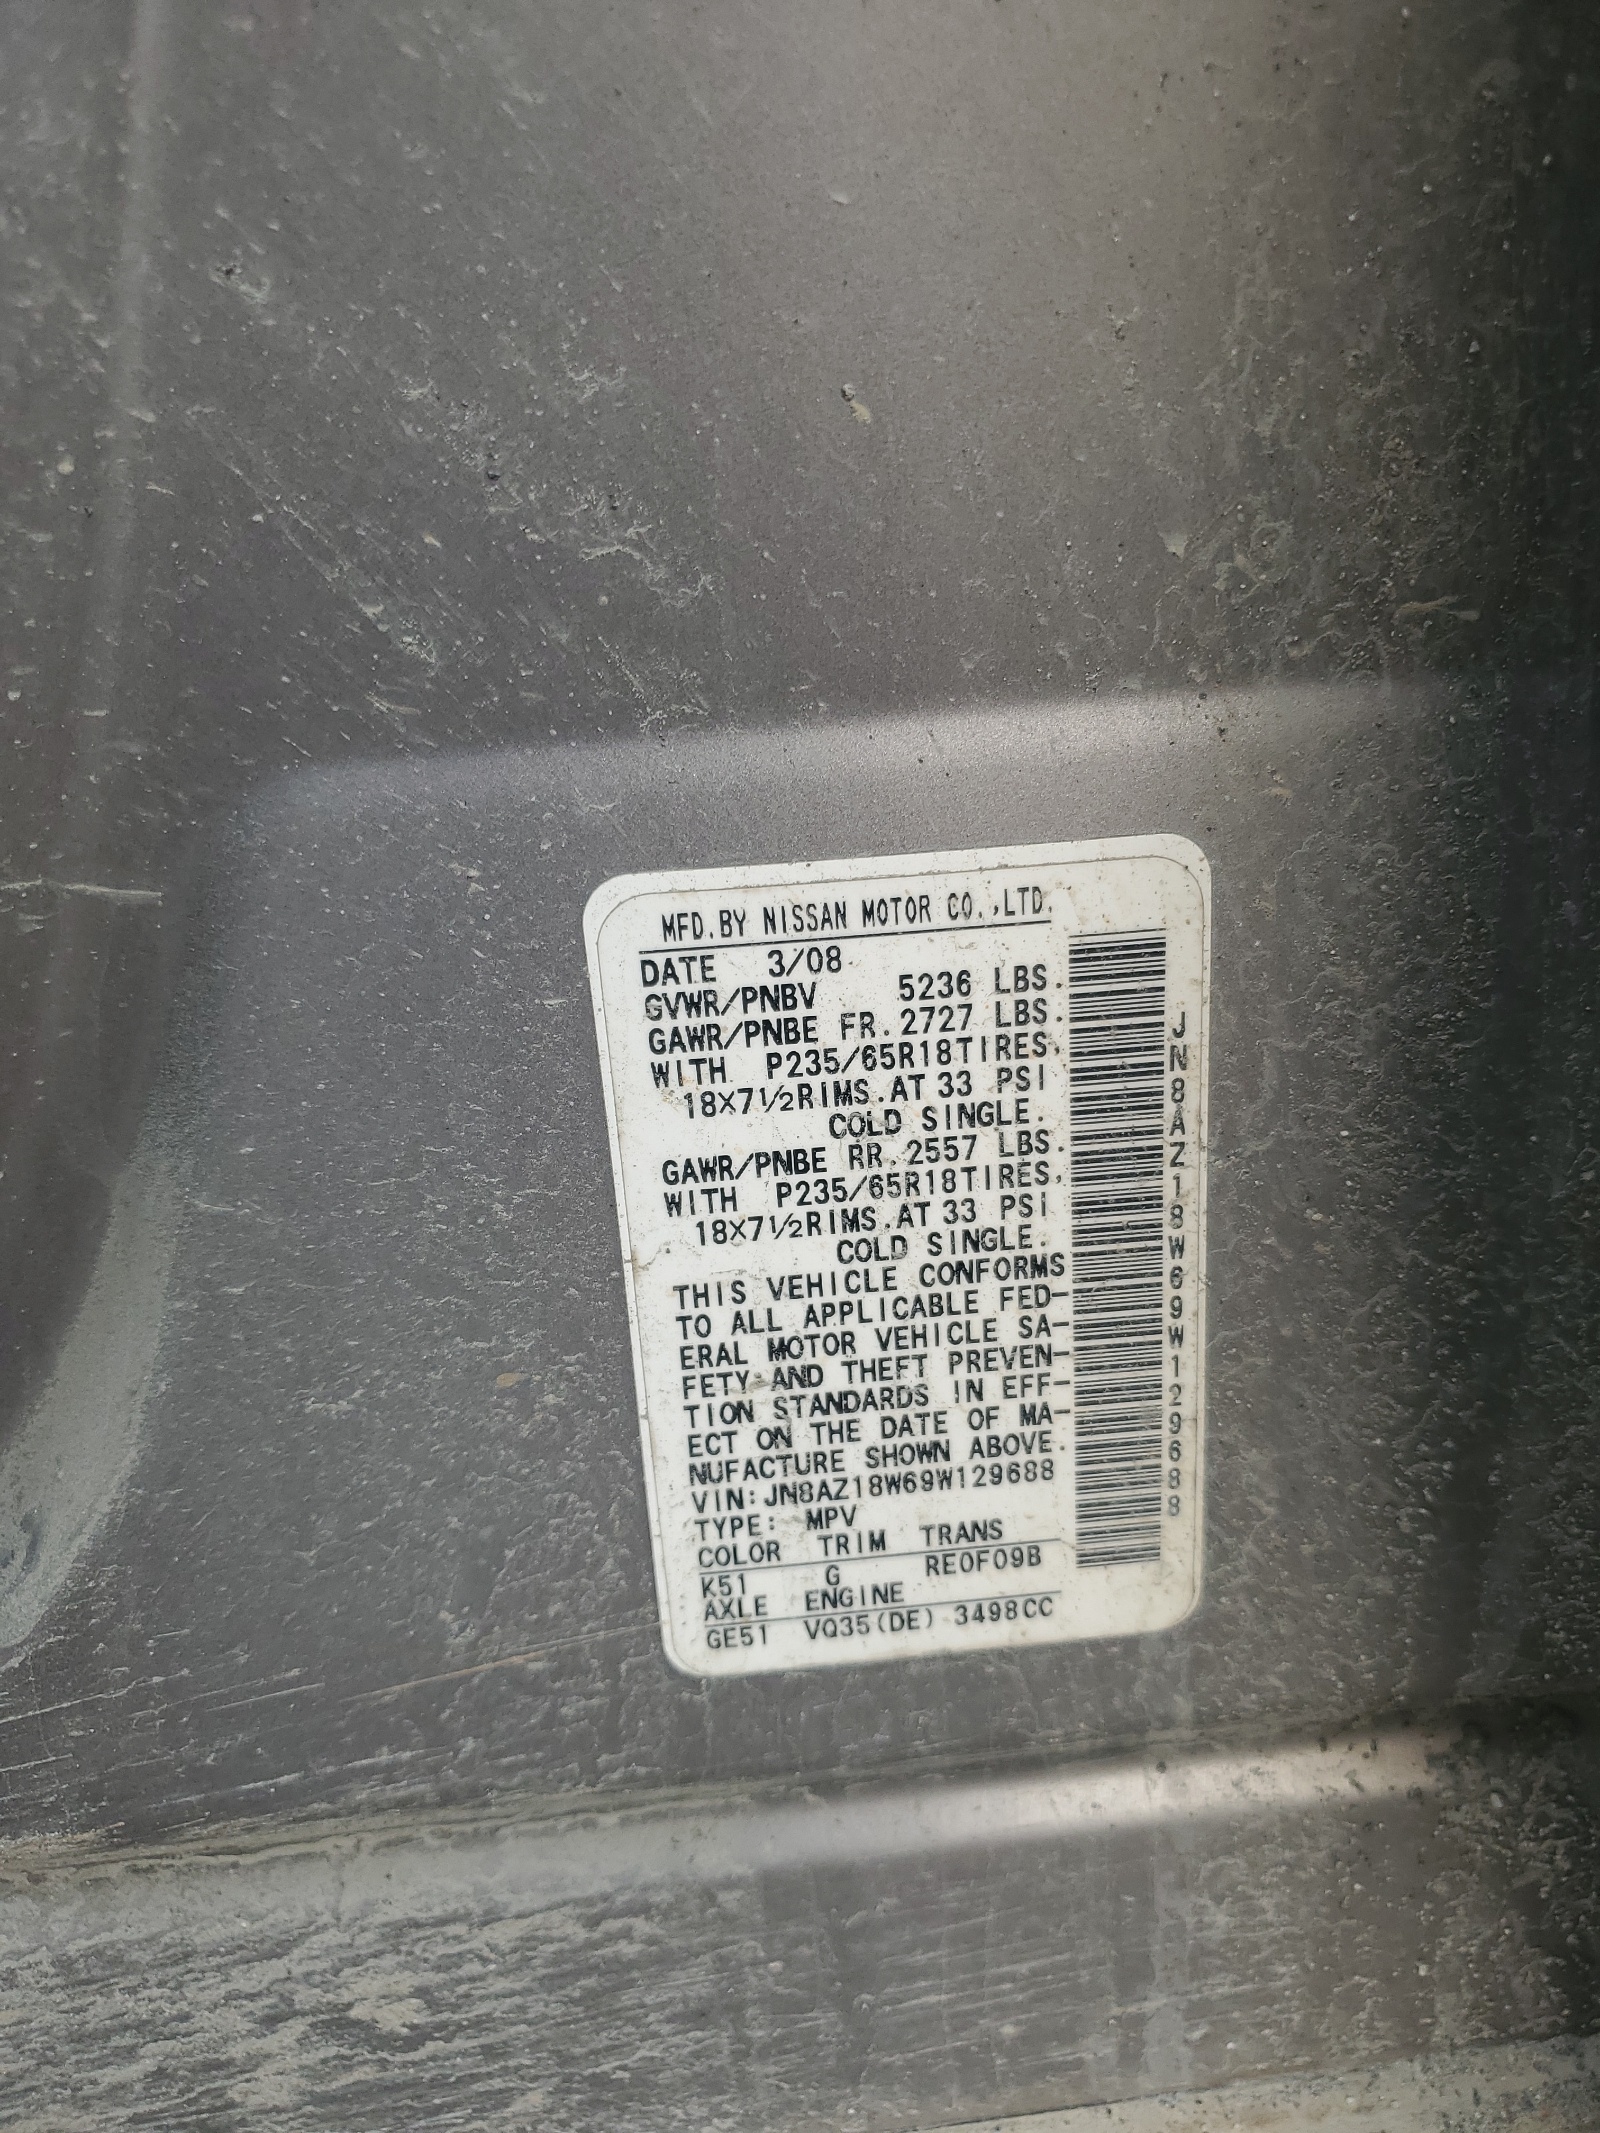 MFD.BY NISSAN MOTOR CO.,LTD.
DATE 3/08
GVWR/PNBV 5236 LBS.
GAWR/PNBE FR.2727 LBS.
WITH P235/65R18TIRES,
18X7½RIMS.AT 33 PSI
COLD SINGLE.
GAWR/PNBE RR.2557 LBS.
WITH P235/65R18TIRES,
18X7½RIMS.AT 33 PSI
COLD SINGLE.
THIS VEHICLE CONFORMS
TO ALL APPLICABLE FED-
ERAL MOTOR VEHICLE SA-
FETY AND THEFT PREVEN-
TION STANDARDS IN EFF-
ECT ON THE DATE OF MA-
NUFACTURE SHOWN ABOVE.
VIN:JN8AZ18W69W129688
TYPE: MPV
COLOR TRIM TRANS
K51 G RE0F09B
AXLE ENGINE
GE51 VQ35(DE) 3498CC
JN8AZ18W69W129688